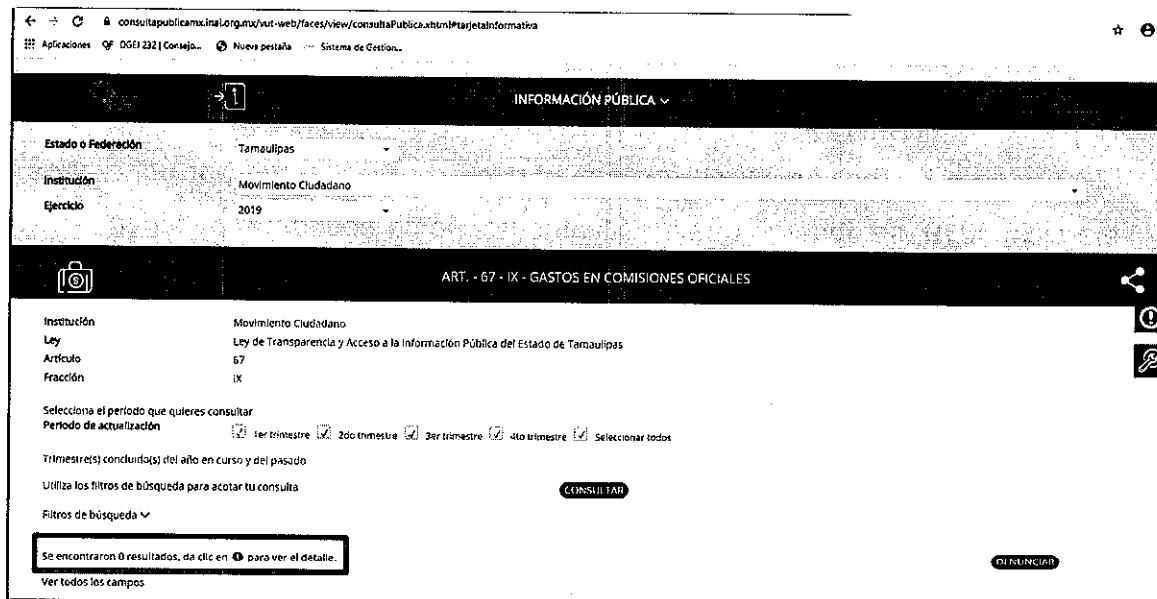 consultapublicamx.inai.org.mx/vut-web/faces/view/consultaPublica.xhtml#tarjetaInformativa
Aplicaciones DGEJ 232 | Consejo... Nueva pestaña Sistema de Gestion...
INFORMACIÓN PÚBLICA
Estado o Federación Tamaulipas
Institución Movimiento Ciudadano
Ejercicio 2019
ART. - 67 - IX - GASTOS EN COMISIONES OFICIALES
Institución Movimiento Ciudadano
Ley Ley de Transparencia y Acceso a la Información Pública del Estado de Tamaulipas
Artículo 67
Fracción IX
Selecciona el periodo que quieres consultar
Periodo de actualización 1er trimestre 2do trimestre 3er trimestre 4to trimestre Seleccionar todos
Trimestre(s) concluido(s) del año en curso y del pasado
Utiliza los filtros de búsqueda para acotar tu consulta CONSULTAR
Filtros de búsqueda
Se encontraron 0 resultados, da clic en para ver el detalle. DENUNCIAR
Ver todos los campos